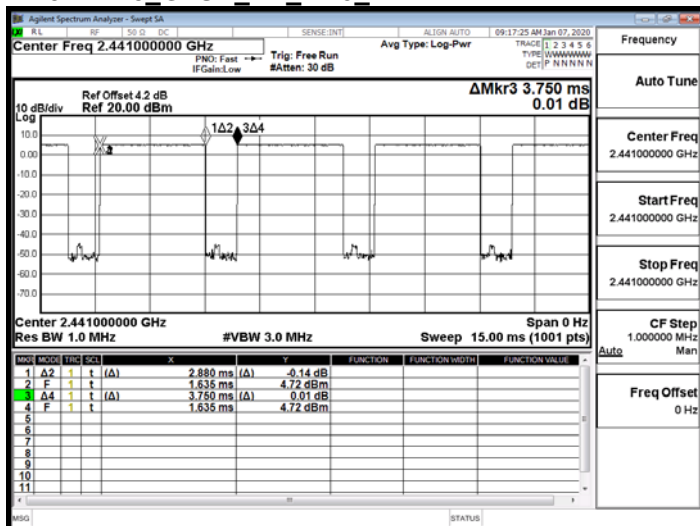 Agilent Spectrum Analyzer - Swept SA
RL RF 50 Ω DC SENSE:INT ALIGN AUTO 09:17:25 AM Jan 07, 2020
Center Freq 2.441000000 GHz
PNO: Fast
IFGain:Low
Trig: Free Run
#Atten: 30 dB
Avg Type: Log-Pwr
TRACE 1 2 3 4 5 6
TYPE WWWWWW
DET P N N N N N
ΔMkr3 3.750 ms
0.01 dB
Ref Offset 4.2 dB
10 dB/div Ref 20.00 dBm
Log
10.0
0.00
-10.0
-20.0
-30.0
-40.0
-50.0
-60.0
-70.0
1Δ2 3Δ4
Center 2.441000000 GHz Span 0 Hz
Res BW 1.0 MHz #VBW 3.0 MHz Sweep 15.00 ms (1001 pts)
MKR MODE TRC SCL X Y FUNCTION FUNCTION WIDTH FUNCTION VALUE
1 Δ2 1 t (Δ) 2.880 ms (Δ) -0.14 dB
2 F 1 t 1.635 ms 4.72 dBm
3 Δ4 1 t (Δ) 3.750 ms (Δ) 0.01 dB
4 F 1 t 1.635 ms 4.72 dBm
5
6
7
8
9
10
11
MSG STATUS
Frequency
Auto Tune
Center Freq
2.441000000 GHz
Start Freq
2.441000000 GHz
Stop Freq
2.441000000 GHz
CF Step
1.000000 MHz
Auto Man
Freq Offset
0 Hz